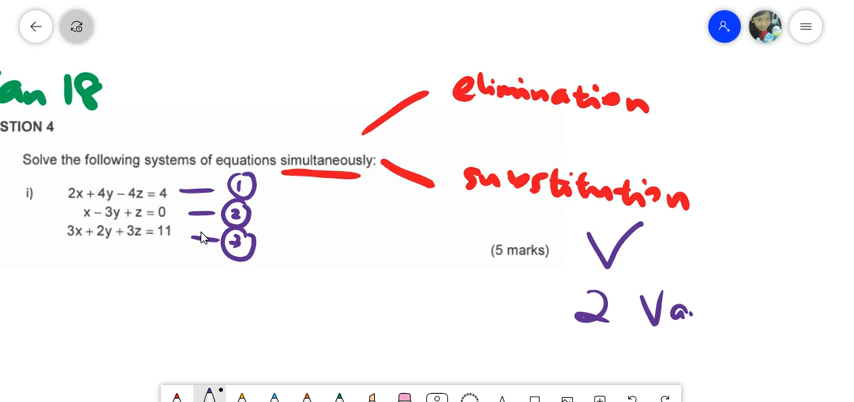 an 18
STION 4
Solve the following systems of equations simultaneously:
i) 2x + 4y – 4z = 4 — 1
x – 3y + z = 0 — 2
3x + 2y + 3z = 11 — 3
(5 marks)
elimination
substitution
2 Va